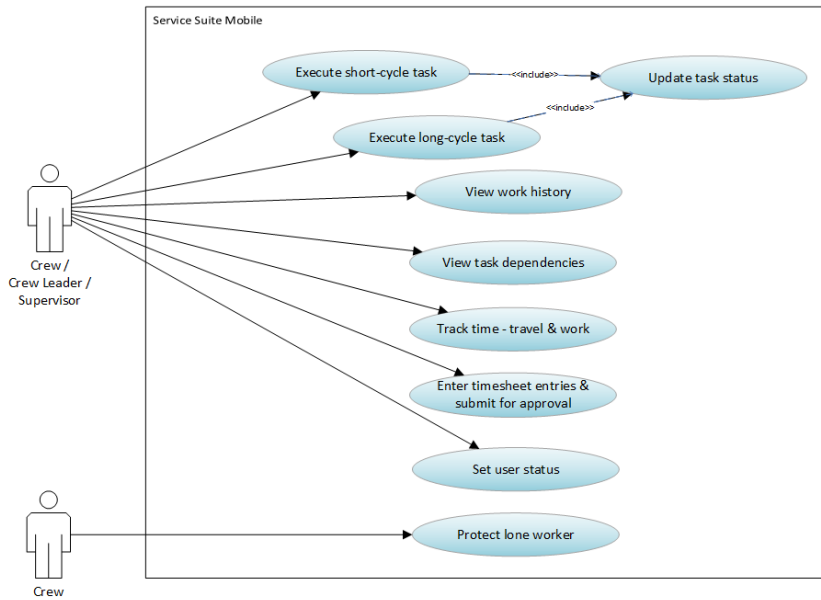 Service Suite Mobile
Execute short-cycle task
<<include>>
Update task status
<<include>>
Execute long-cycle task
View work history
Crew /
Crew Leader /
Supervisor
View task dependencies
Track time - travel & work
Enter timesheet entries &
submit for approval
Set user status
Protect lone worker
Crew